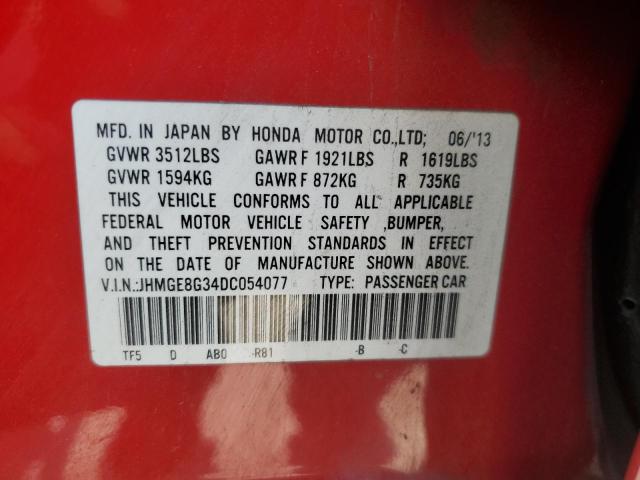 MFD. IN JAPAN BY HONDA MOTOR CO.,LTD; 06/'13
GVWR 3512LBS GAWR F 1921LBS R 1619LBS
GVWR 1594KG GAWR F 872KG R 735KG
THIS VEHICLE CONFORMS TO ALL APPLICABLE
FEDERAL MOTOR VEHICLE SAFETY ,BUMPER,
AND THEFT PREVENTION STANDARDS IN EFFECT
ON THE DATE OF MANUFACTURE SHOWN ABOVE.
V.I.N.:JHMGE8G34DC054077 TYPE: PASSENGER CAR
TF5 D AB0 -R81 -B -C